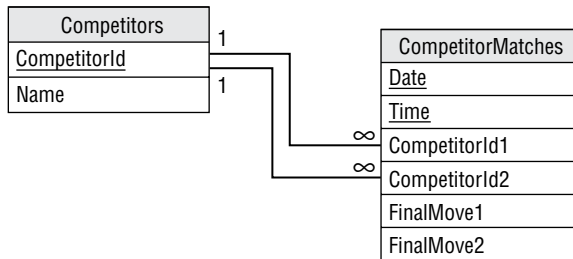 Competitors
CompetitorId
Name
1
1
∞
∞
CompetitorMatches
Date
Time
CompetitorId1
CompetitorId2
FinalMove1
FinalMove2